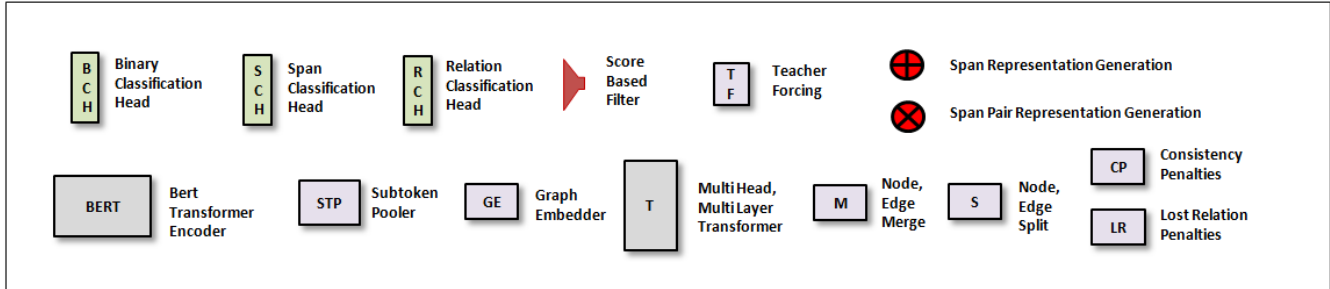 B
C
H
Binary
Classification
Head
S
C
H
Span
Classification
Head
R
C
H
Relation
Classification
Head
Score
Based
Filter
T
F
Teacher
Forcing
Span Representation Generation
Span Pair Representation Generation
BERT
Bert
Transformer
Encoder
STP
Subtoken
Pooler
GE
Graph
Embedder
T
Multi Head,
Multi Layer
Transformer
M
Node,
Edge
Merge
S
Node,
Edge
Split
CP
Consistency
Penalties
LR
Lost Relation
Penalties